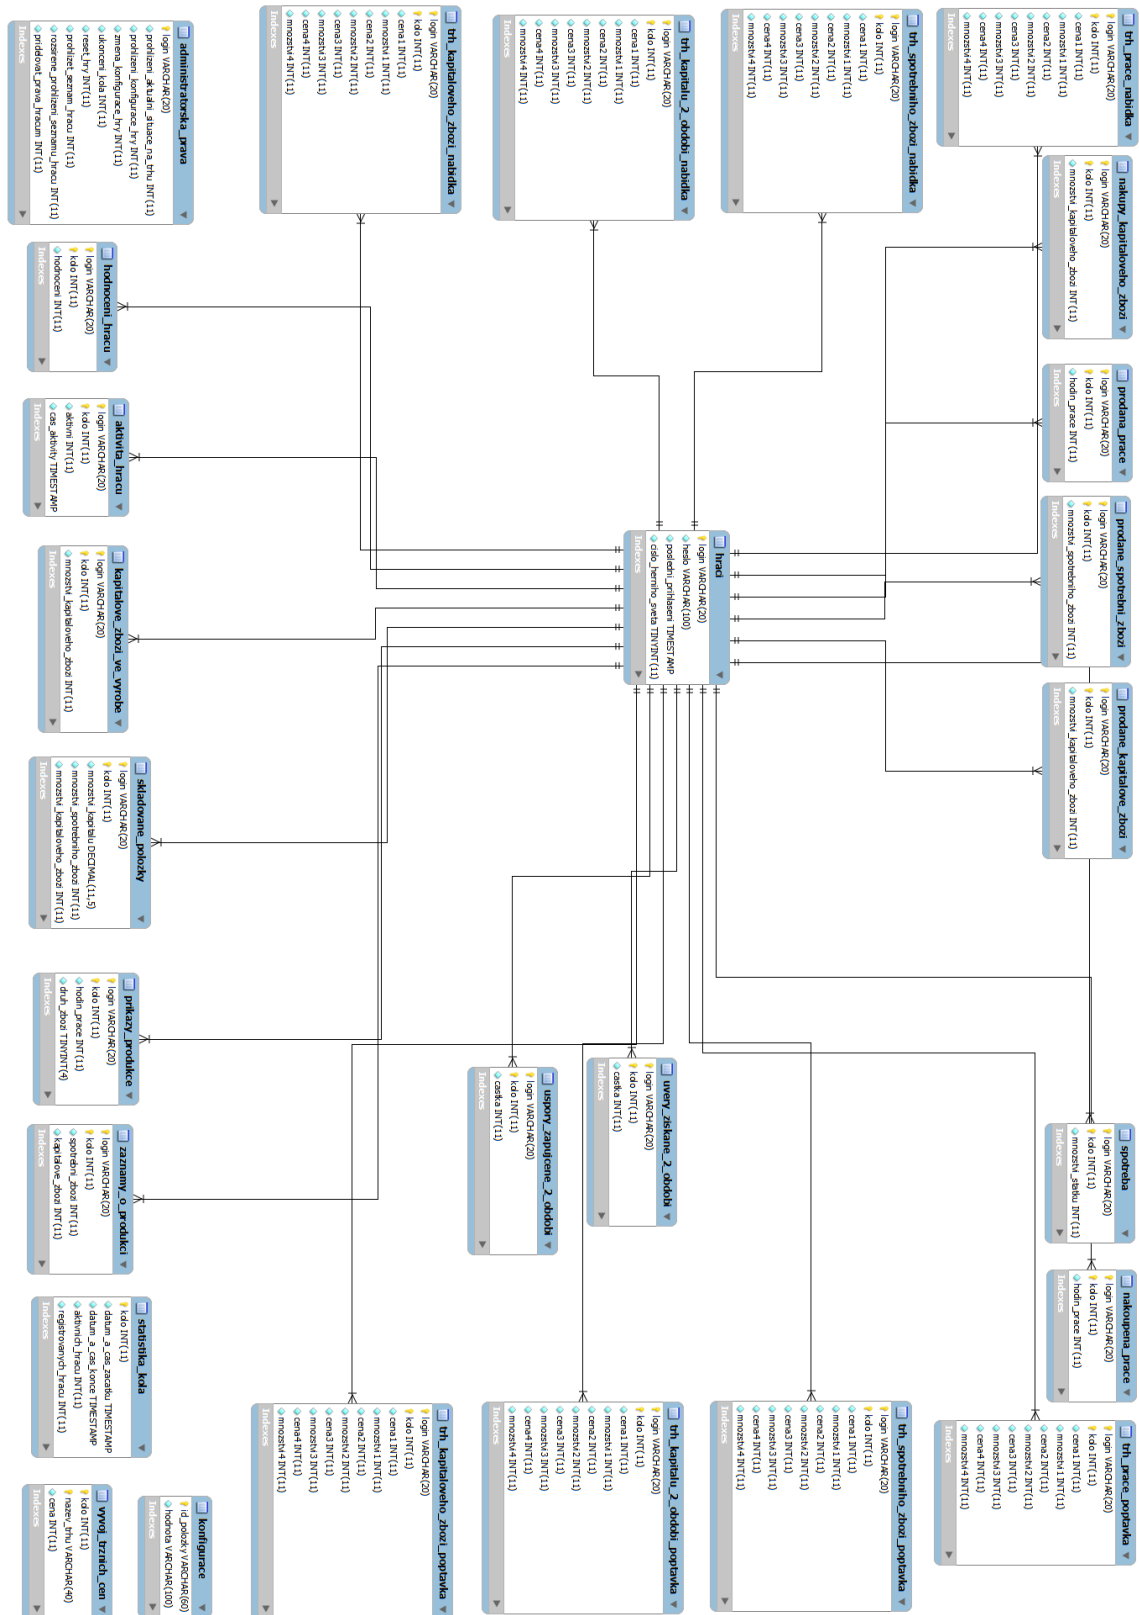 trh_prace_nabidka
login VARCHAR(20)
kolo INT(11)
cena1 INT(11)
mnozstvi1 INT(11)
cena2 INT(11)
mnozstvi2 INT(11)
cena3 INT(11)
mnozstvi3 INT(11)
cena4 INT(11)
mnozstvi4 INT(11)
Indexes
nakupy_kapitaloveho_zbozi
login VARCHAR(20)
kolo INT(11)
mnozstvi_kapitaloveho_zbozi INT(11)
Indexes
prodana_prace
login VARCHAR(20)
kolo INT(11)
hodin_prace INT(11)
Indexes
prodane_spotrebni_zbozi
login VARCHAR(20)
kolo INT(11)
mnozstvi_spotrebniho_zbozi INT(11)
Indexes
prodane_kapitalove_zbozi
login VARCHAR(20)
kolo INT(11)
mnozstvi_kapitaloveho_zbozi INT(11)
Indexes
spotreba
login VARCHAR(20)
kolo INT(11)
mnozstvi_statku INT(11)
Indexes
nakoupena_prace
login VARCHAR(20)
kolo INT(11)
hodin_prace INT(11)
Indexes
trh_prace_poptavka
login VARCHAR(20)
kolo INT(11)
cena1 INT(11)
mnozstvi1 INT(11)
cena2 INT(11)
mnozstvi2 INT(11)
cena3 INT(11)
mnozstvi3 INT(11)
cena4 INT(11)
mnozstvi4 INT(11)
Indexes
trh_spotrebniho_zbozi_nabidka
login VARCHAR(20)
kolo INT(11)
cena1 INT(11)
mnozstvi1 INT(11)
cena2 INT(11)
mnozstvi2 INT(11)
cena3 INT(11)
mnozstvi3 INT(11)
cena4 INT(11)
mnozstvi4 INT(11)
Indexes
trh_spotrebniho_zbozi_poptavka
login VARCHAR(20)
kolo INT(11)
cena1 INT(11)
mnozstvi1 INT(11)
cena2 INT(11)
mnozstvi2 INT(11)
cena3 INT(11)
mnozstvi3 INT(11)
cena4 INT(11)
mnozstvi4 INT(11)
Indexes
hraci
login VARCHAR(20)
heslo VARCHAR(100)
posledni_prihlaseni TIMESTAMP
cislo_herniho_sveta TINYINT(11)
Indexes
trh_kapitalu_2_obdobi_nabidka
login VARCHAR(20)
kolo INT(11)
cena1 INT(11)
mnozstvi1 INT(11)
cena2 INT(11)
mnozstvi2 INT(11)
cena3 INT(11)
mnozstvi3 INT(11)
cena4 INT(11)
mnozstvi4 INT(11)
Indexes
uvery_ziskane_2_obdobi
login VARCHAR(20)
kolo INT(11)
castka INT(11)
Indexes
uspory_zapujcene_2_obdobi
login VARCHAR(20)
kolo INT(11)
castka INT(11)
Indexes
trh_kapitalu_2_obdobi_poptavka
login VARCHAR(20)
kolo INT(11)
cena1 INT(11)
mnozstvi1 INT(11)
cena2 INT(11)
mnozstvi2 INT(11)
cena3 INT(11)
mnozstvi3 INT(11)
cena4 INT(11)
mnozstvi4 INT(11)
Indexes
trh_kapitaloveho_zbozi_nabidka
login VARCHAR(20)
kolo INT(11)
cena1 INT(11)
mnozstvi1 INT(11)
cena2 INT(11)
mnozstvi2 INT(11)
cena3 INT(11)
mnozstvi3 INT(11)
cena4 INT(11)
mnozstvi4 INT(11)
Indexes
trh_kapitaloveho_zbozi_poptavka
login VARCHAR(20)
kolo INT(11)
cena1 INT(11)
mnozstvi1 INT(11)
cena2 INT(11)
mnozstvi2 INT(11)
cena3 INT(11)
mnozstvi3 INT(11)
cena4 INT(11)
mnozstvi4 INT(11)
Indexes
administratorska_prava
login VARCHAR(20)
prohlizeni_aktualni_situace_na_trhu INT(11)
prohlizeni_konfigurace_hry INT(11)
zmena_konfigurace_hry INT(11)
ukonceni_kola INT(11)
reset_hry INT(11)
prohlizet_seznam_hracu INT(11)
rozsirene_prohlizeni_seznamu_hracu INT(11)
pridelovat_prava_hracum INT(11)
Indexes
hodnoceni_hracu
login VARCHAR(20)
kolo INT(11)
hodnoceni INT(11)
Indexes
aktivita_hracu
login VARCHAR(20)
kolo INT(11)
aktivni INT(11)
cas_aktivity TIMESTAMP
Indexes
kapitalove_zbozi_ve_vyrobe
login VARCHAR(20)
kolo INT(11)
mnozstvi_kapitaloveho_zbozi INT(11)
Indexes
skladovane_polozky
login VARCHAR(20)
kolo INT(11)
mnozstvi_kapitalu DECIMAL(11,5)
mnozstvi_spotrebniho_zbozi INT(11)
mnozstvi_kapitaloveho_zbozi INT(11)
Indexes
prikazy_produkce
login VARCHAR(20)
kolo INT(11)
hodin_prace INT(11)
druh_zbozi TINYINT(4)
Indexes
zaznamy_o_produkci
login VARCHAR(20)
kolo INT(11)
spotrebni_zbozi INT(11)
kapitalove_zbozi INT(11)
Indexes
statistika_kola
kolo INT(11)
datum_a_cas_zacatku TIMESTAMP
datum_a_cas_konce TIMESTAMP
aktivnich_hracu INT(11)
registrovanych_hracu INT(11)
Indexes
konfigurace
id_polozky VARCHAR(60)
hodnota VARCHAR(100)
Indexes
vyvoj_trznich_cen
kolo INT(11)
nazev_trhu VARCHAR(40)
cena INT(11)
Indexes